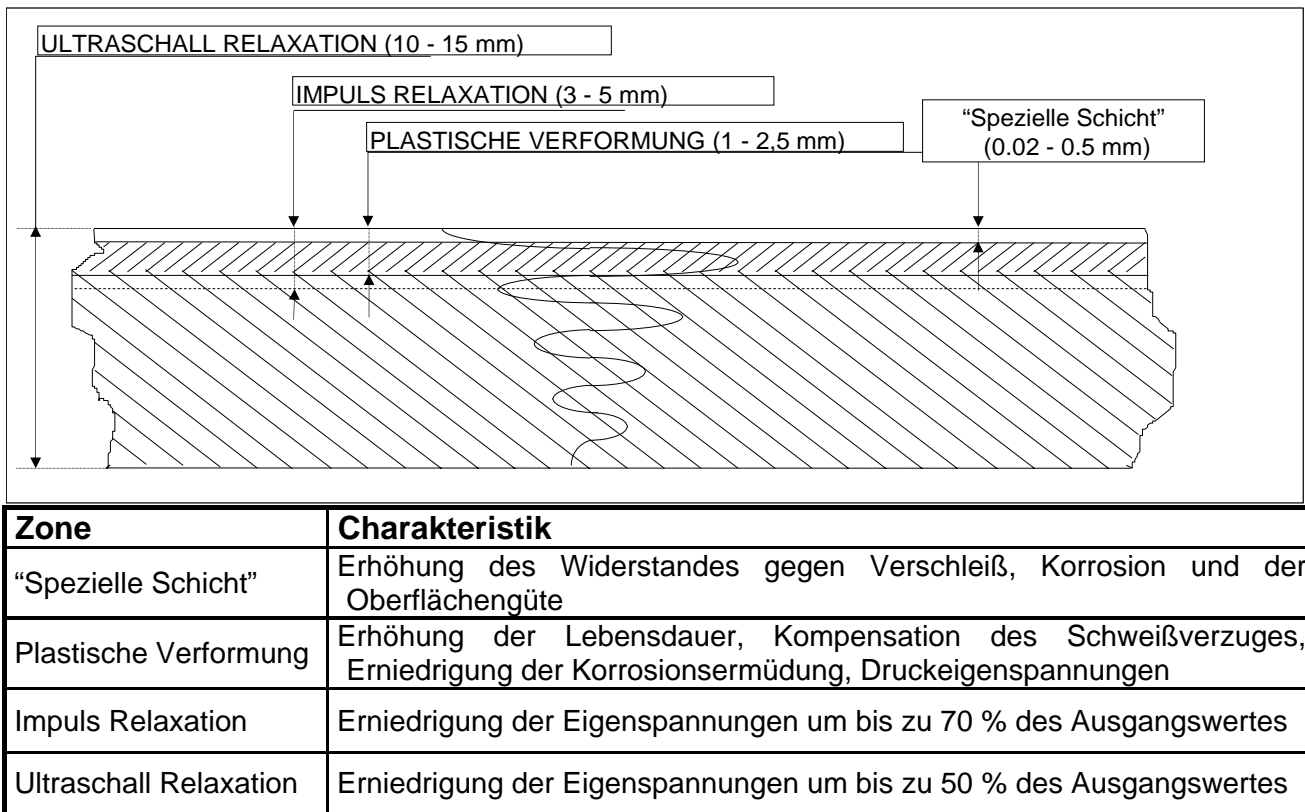 ULTRASCHALL RELAXATION (10 - 15 mm)
IMPULS RELAXATION (3 - 5 mm)
PLASTISCHE VERFORMUNG (1 - 2,5 mm)
“Spezielle Schicht”
(0.02 - 0.5 mm)
Zone Charakteristik
“Spezielle Schicht” Erhöhung des Widerstandes gegen Verschleiß, Korrosion und der
Oberflächengüte
Plastische Verformung Erhöhung der Lebensdauer, Kompensation des Schweißverzuges,
Erniedrigung der Korrosionsermüdung, Druckeigenspannungen
Impuls Relaxation Erniedrigung der Eigenspannungen um bis zu 70 % des Ausgangswertes
Ultraschall Relaxation Erniedrigung der Eigenspannungen um bis zu 50 % des Ausgangswertes